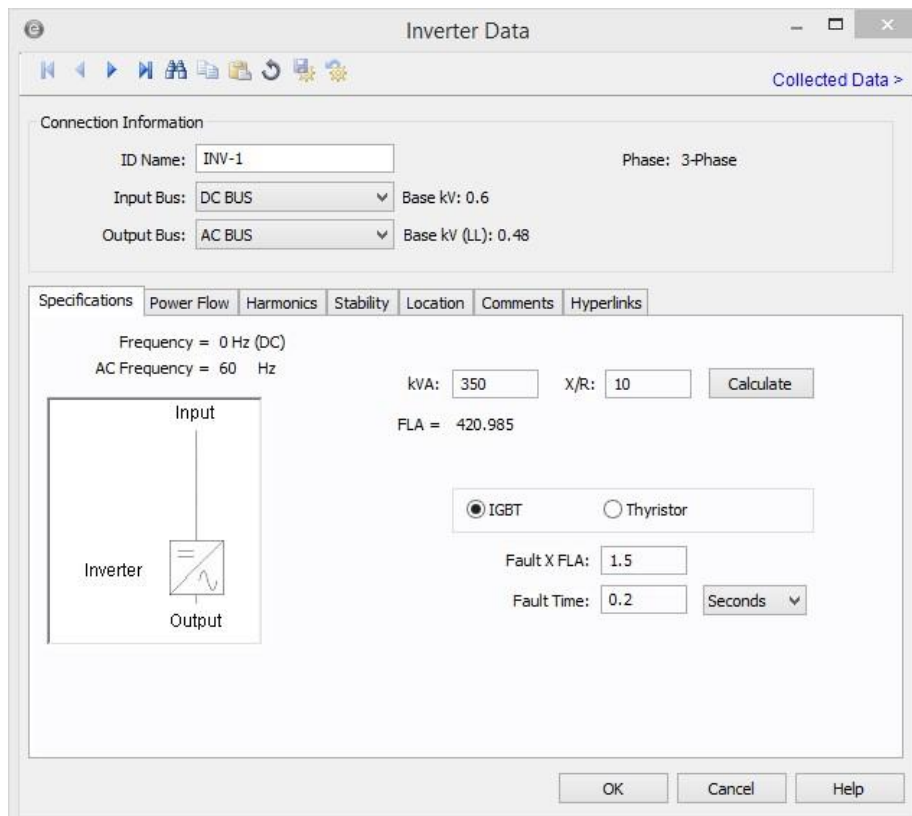 Inverter Data
Collected Data >
Connection Information
ID Name: INV-1 Phase: 3-Phase
Input Bus: DC BUS Base kV: 0.6
Output Bus: AC BUS Base kV (LL): 0.48
Specifications Power Flow Harmonics Stability Location Comments Hyperlinks
Frequency = 0 Hz (DC)
AC Frequency = 60 Hz
kVA: 350 X/R: 10 Calculate
FLA = 420.985
Input
Inverter
Output
IGBT Thyristor
Fault X FLA: 1.5
Fault Time: 0.2 Seconds
OK Cancel Help